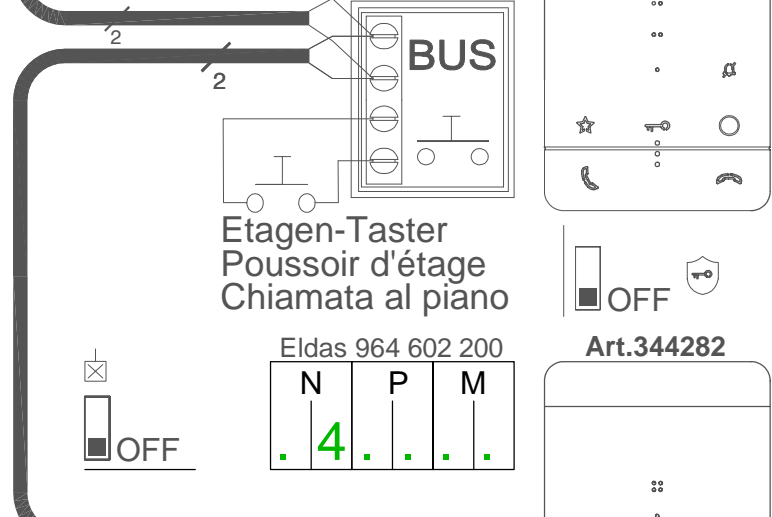 2
2
BUS
Etagen-Taster
Poussoir d'étage
Chiamata al piano
OFF
Eldas 964 602 200
Art.344282
N P M
. 4 . . . .
OFF